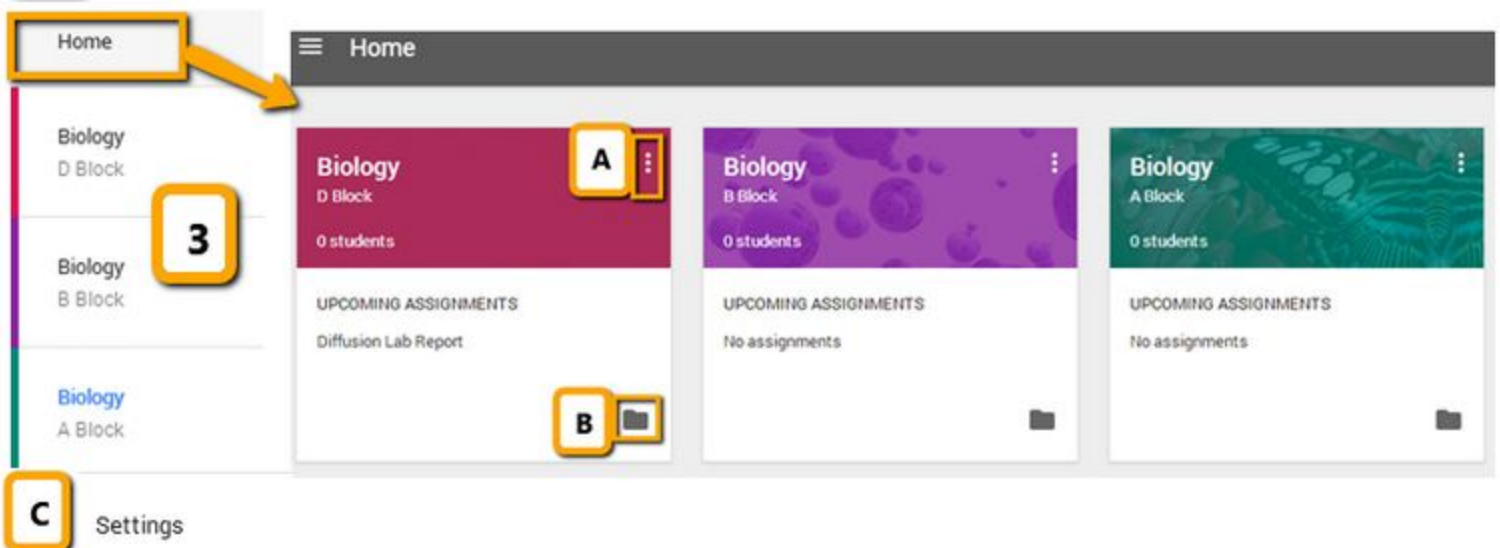 Home
Biology
D Block
3
Biology
B Block
Biology
A Block
C
Settings
Home
Biology
D Block
0 students
A
UPCOMING ASSIGNMENTS
Diffusion Lab Report
B
Biology
B Block
0 students
UPCOMING ASSIGNMENTS
No assignments
Biology
A Block
0 students
UPCOMING ASSIGNMENTS
No assignments